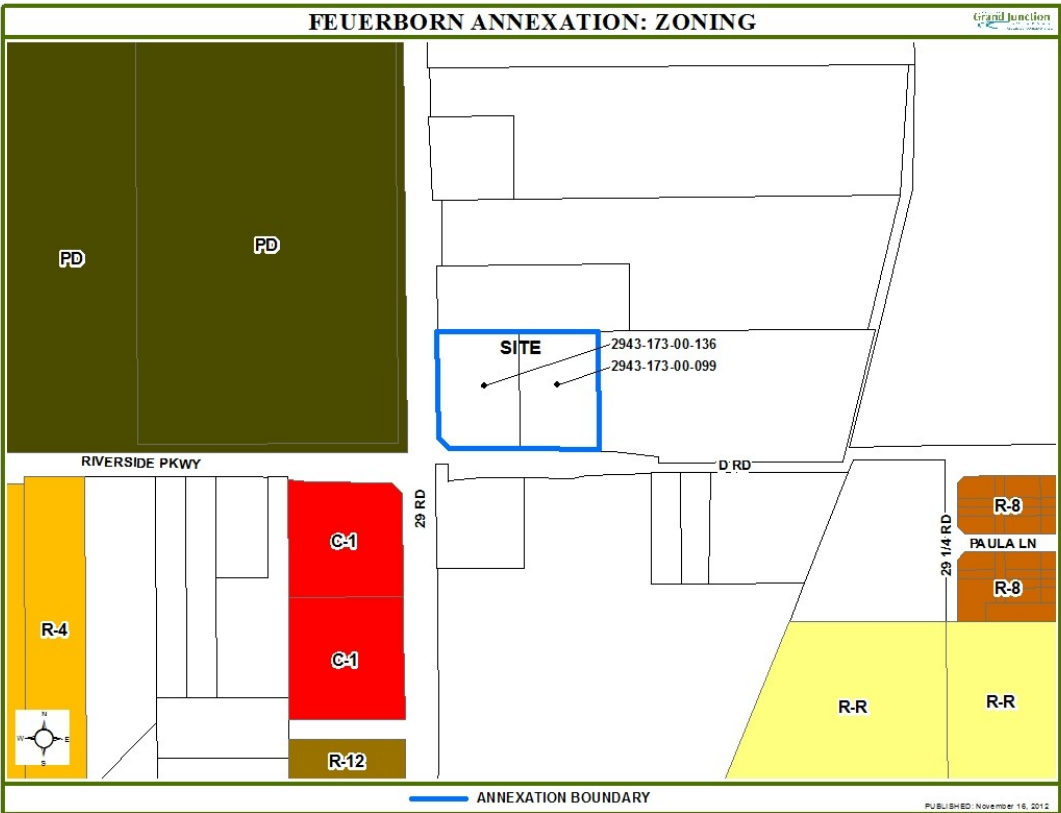 FEUERBORN ANNEXATION: ZONING
Grand Junction
PD
PD
SITE
2943-173-00-136
2943-173-00-099
RIVERSIDE PKWY
D RD
29 RD
C-1
R-8
PAULA LN
29 1/4 RD
R-8
R-4
C-1
R-R
R-R
N
W
E
S
R-12
ANNEXATION BOUNDARY
PUBLISHED: November 16, 2012